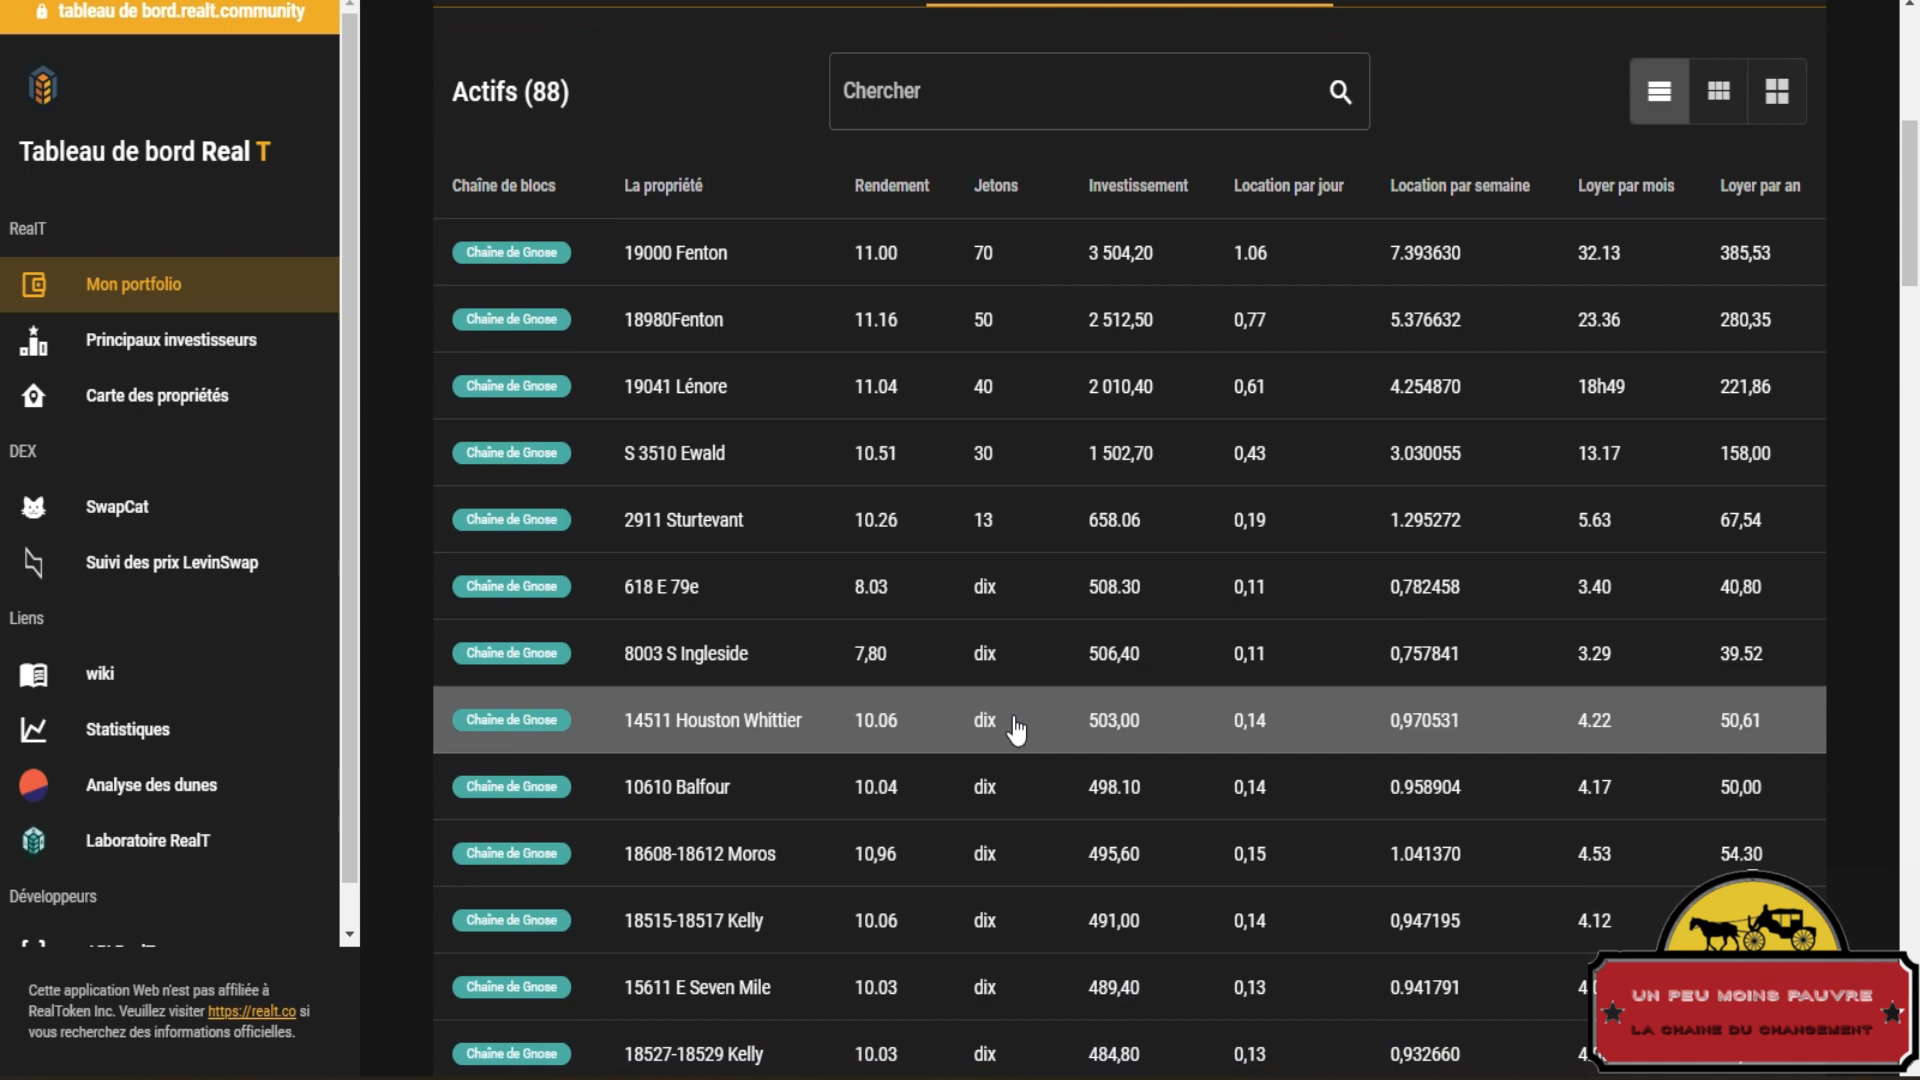 tableau de bord.realt.community
Tableau de bord Real T
RealT
Mon portfolio
Principaux investisseurs
Carte des propriétés
DEX
SwapCat
Suivi des prix LevinSwap
Liens
wiki
Statistiques
Analyse des dunes
Laboratoire RealT
Développeurs
Cette application Web n'est pas affiliée à
RealToken Inc. Veuillez visiter https://realt.co si
vous recherchez des informations officielles.
Actifs (88)
Chercher
Chaîne de blocs La propriété Rendement Jetons Investissement Location par jour Location par semaine Loyer par mois Loyer par an
Chaîne de Gnose 19000 Fenton 11.00 70 3 504,20 1.06 7.393630 32.13 385,53
Chaîne de Gnose 18980Fenton 11.16 50 2 512,50 0,77 5.376632 23.36 280,35
Chaîne de Gnose 19041 Lénore 11.04 40 2 010,40 0,61 4.254870 18h49 221,86
Chaîne de Gnose S 3510 Ewald 10.51 30 1 502,70 0,43 3.030055 13.17 158,00
Chaîne de Gnose 2911 Sturtevant 10.26 13 658.06 0,19 1.295272 5.63 67,54
Chaîne de Gnose 618 E 79e 8.03 dix 508.30 0,11 0,782458 3.40 40,80
Chaîne de Gnose 8003 S Ingleside 7,80 dix 506,40 0,11 0,757841 3.29 39.52
Chaîne de Gnose 14511 Houston Whittier 10.06 dix 503,00 0,14 0,970531 4.22 50,61
Chaîne de Gnose 10610 Balfour 10.04 dix 498.10 0,14 0.958904 4.17 50,00
Chaîne de Gnose 18608-18612 Moros 10,96 dix 495,60 0,15 1.041370 4.53 54.30
Chaîne de Gnose 18515-18517 Kelly 10.06 dix 491,00 0,14 0,947195 4.12
Chaîne de Gnose 15611 E Seven Mile 10.03 dix 489,40 0,13 0.941791
Chaîne de Gnose 18527-18529 Kelly 10.03 dix 484,80 0,13 0,932660
UN PEU MOINS PAUVRE
LA CHAINE DU CHANGEMENT